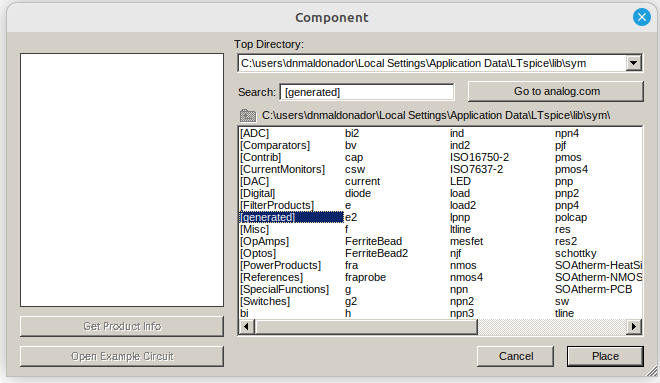 Component
Top Directory:
C:\users\dnmaldonador\Local Settings\Application Data\LTspice\lib\sym
Search: [generated] Go to analog.com
C:\users\dnmaldonador\Local Settings\Application Data\LTspice\lib\sym\
[ADC] bi2 ind npn4
[Comparators] bv ind2 pjf
[Contrib] cap ISO16750-2 pmos
[CurrentMonitors] csw ISO7637-2 pmos4
[DAC] current LED pnp
[Digital] diode load pnp2
[FilterProducts] e load2 pnp4
[generated] e2 lpnp polcap
[Misc] f ltline res
[OpAmps] FerriteBead mesfet res2
[Optos] FerriteBead2 njf schottky
[PowerProducts] fra nmos SOAtherm-HeatSi
[References] fraprobe nmos4 SOAtherm-NMOS
[SpecialFunctions] g npn SOAtherm-PCB
[Switches] g2 npn2 sw
bi h npn3 tline
Get Product Info
Open Example Circuit Cancel Place